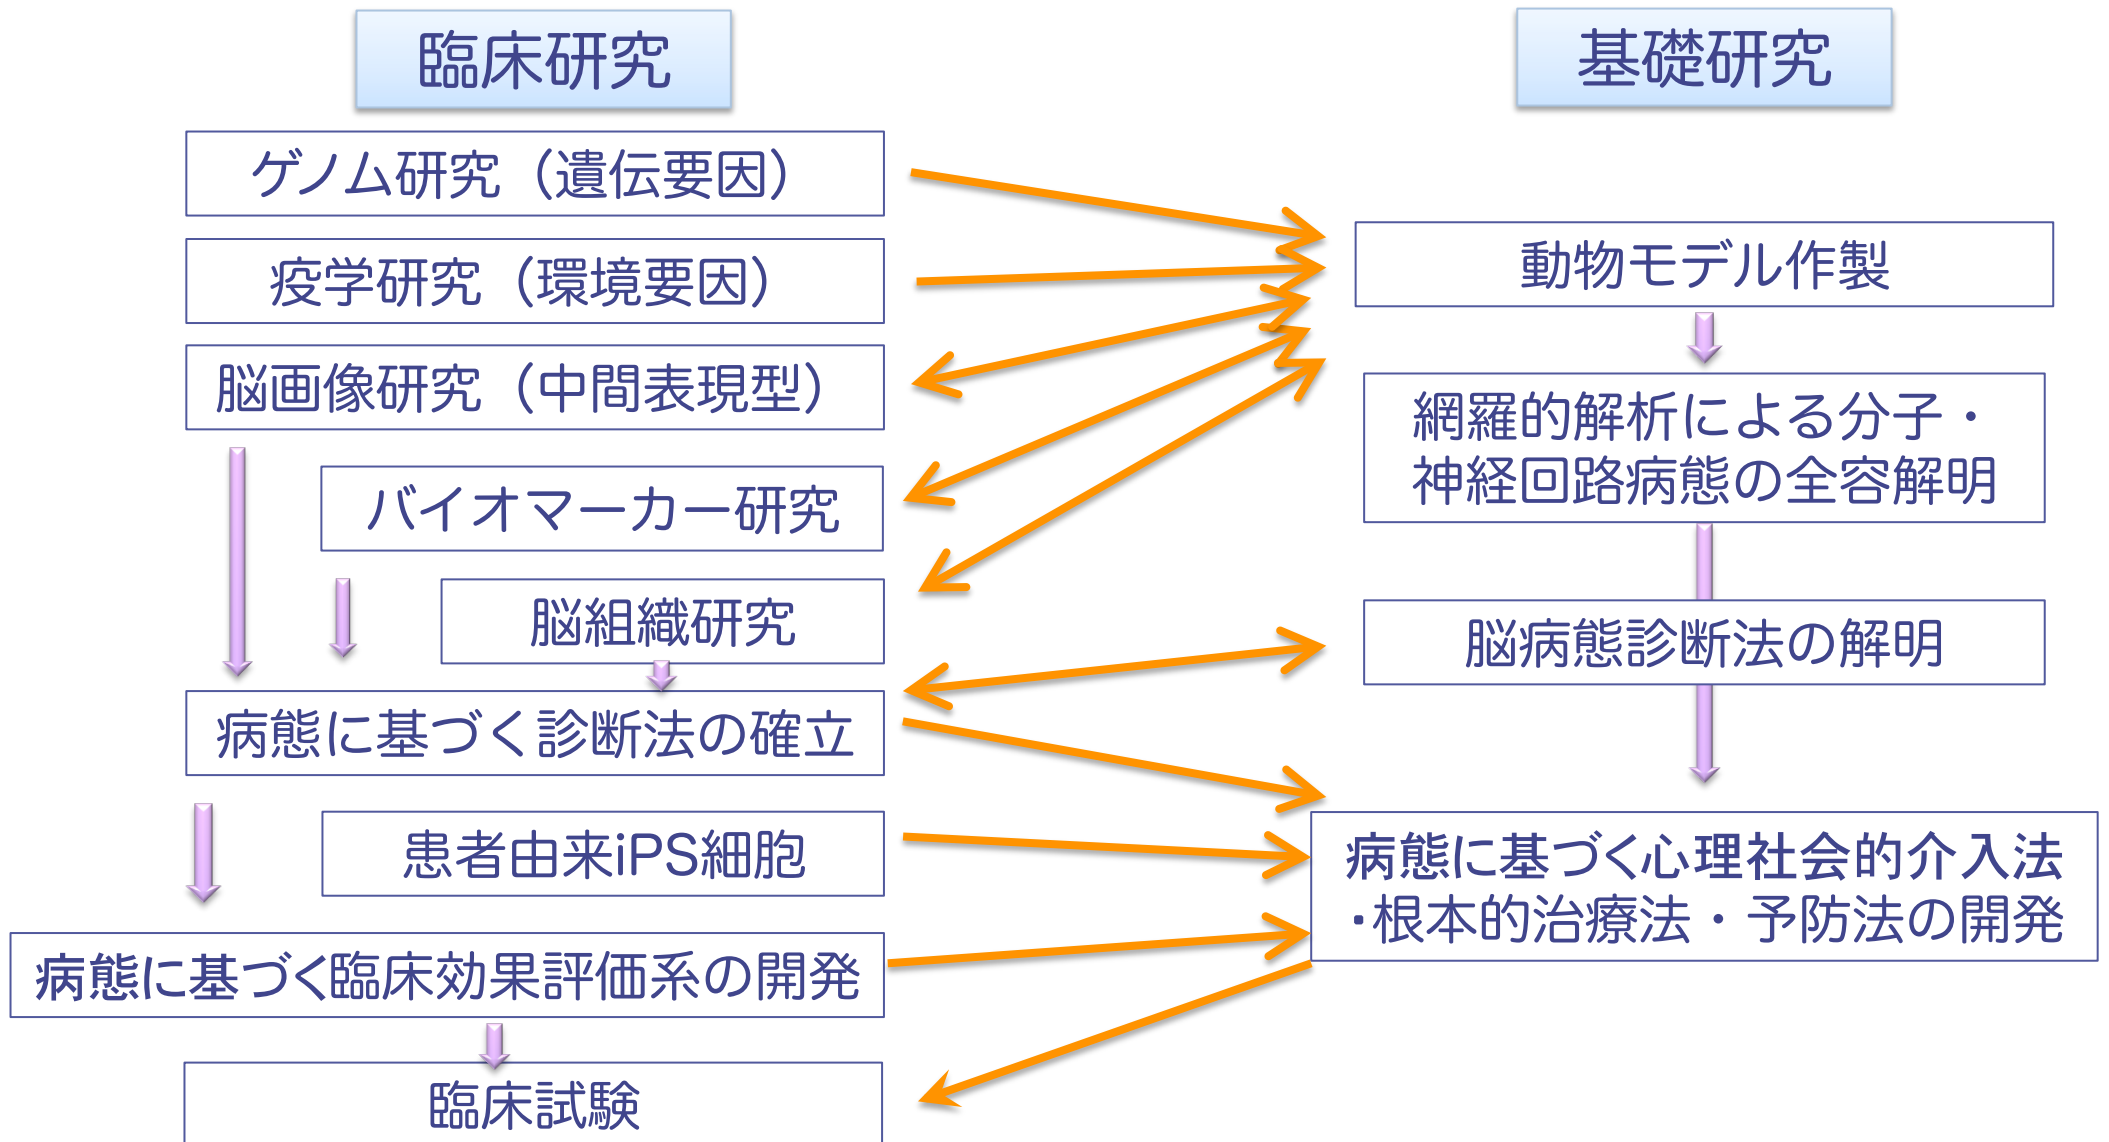 臨床研究
ゲノム研究（遺伝要因）
疫学研究（環境要因）
脳画像研究（中間表現型）
バイオマーカー研究
脳組織研究
病態に基づく診断法の確立
患者由来iPS細胞
病態に基づく臨床効果評価系の開発
臨床試験
基礎研究
動物モデル作製
網羅的解析による分子・
神経回路病態の全容解明
脳病態診断法の解明
病態に基づく心理社会的介入法
・根本的治療法・予防法の開発